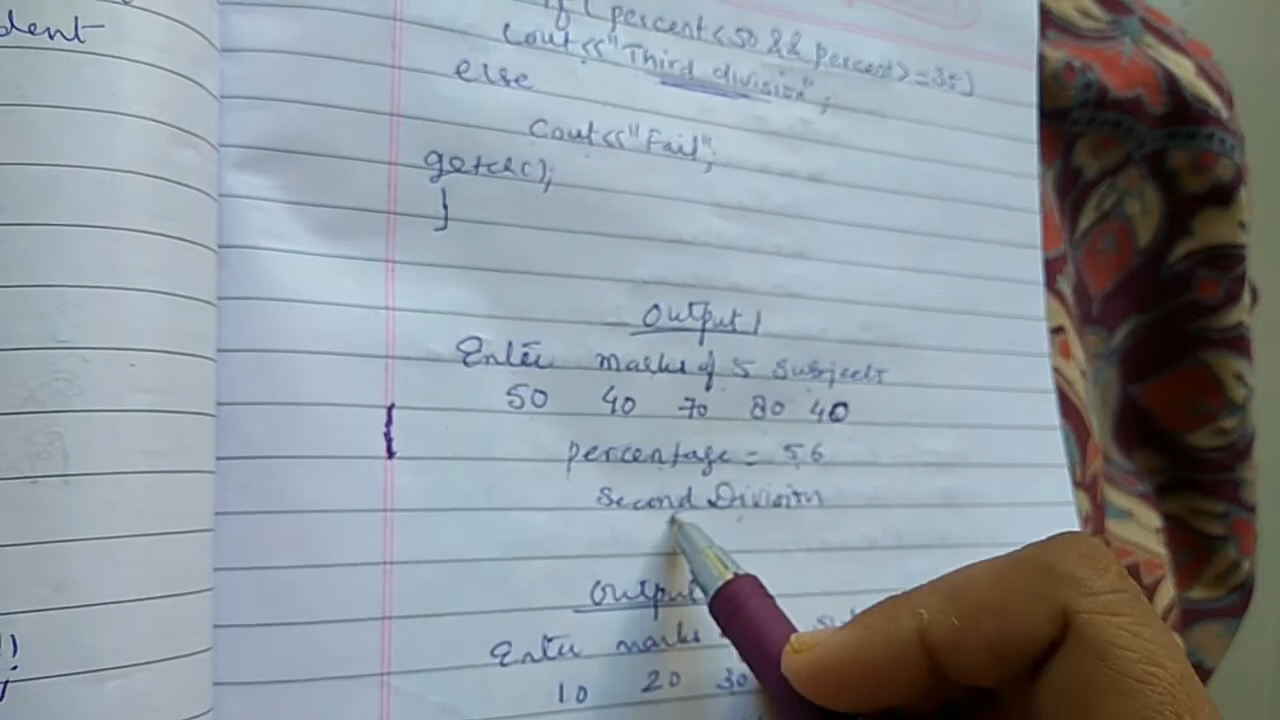 dent
if (percent<50 && percent>=35)
cout<<"Third division";
else
cout<<"Fail";
getch();
}
Output 1
Enter marks of 5 subjects
50 40 70 80 40
percentage = 56
Second Division
Output
Enter marks
10 20 30